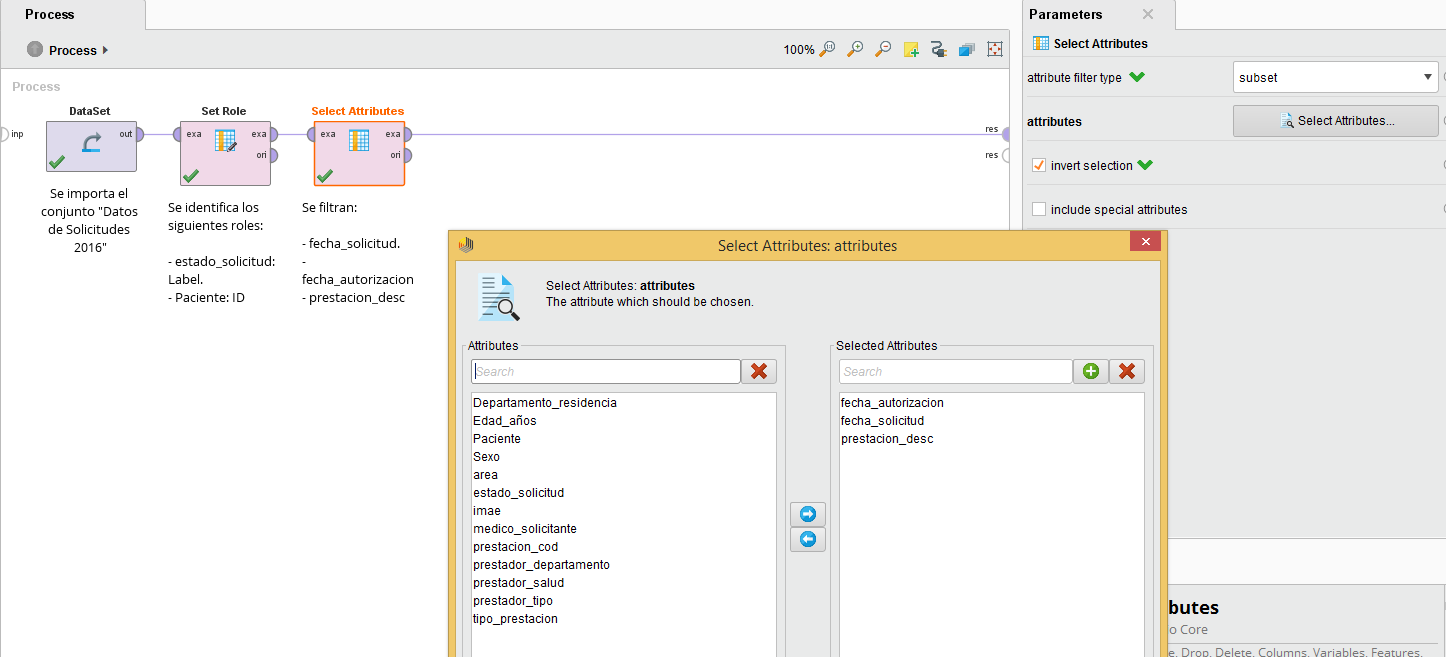 Process
Process
100%
Process
inp
DataSet
out
Se importa el
conjunto "Datos
de Solicitudes
2016"
Set Role
exa
exa
ori
Se identifica los
siguientes roles:
- estado_solicitud:
Label.
- Paciente: ID
Select Attributes
exa
exa
ori
Se filtran:
- fecha_solicitud.
-
fecha_autorizacion
- prestacion_desc
res
res
Parameters
Select Attributes
attribute filter type
subset
attributes
Select Attributes...
invert selection
include special attributes
Select Attributes: attributes
Select Attributes: attributes
The attribute which should be chosen.
Attributes
Search
Departamento_residencia
Edad_años
Paciente
Sexo
area
estado_solicitud
imae
medico_solicitante
prestacion_cod
prestador_departamento
prestador_salud
prestador_tipo
tipo_prestacion
Selected Attributes
Search
fecha_autorizacion
fecha_solicitud
prestacion_desc
butes
o Core
e, Drop, Delete, Columns, Variables, Features,